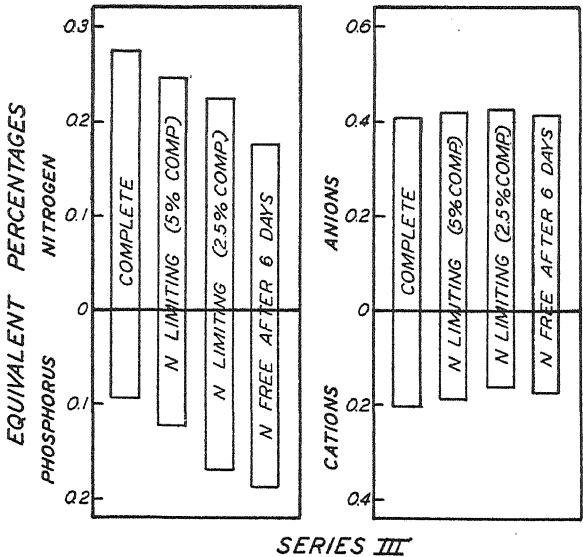 EQUIVALENT PERCENTAGES
PHOSPHORUS NITROGEN
0.3
0.2
0.1
0
0.1
0.2
COMPLETE
N LIMITING (5% COMP.)
N LIMITING (2.5% COMP.)
N FREE AFTER 6 DAYS
CATIONS ANIONS
0.6
0.4
0.2
0
0.2
0.4
COMPLETE
N LIMITING (5% COMP.)
N LIMITING (2.5% COMP.)
N FREE AFTER 6 DAYS
SERIES III